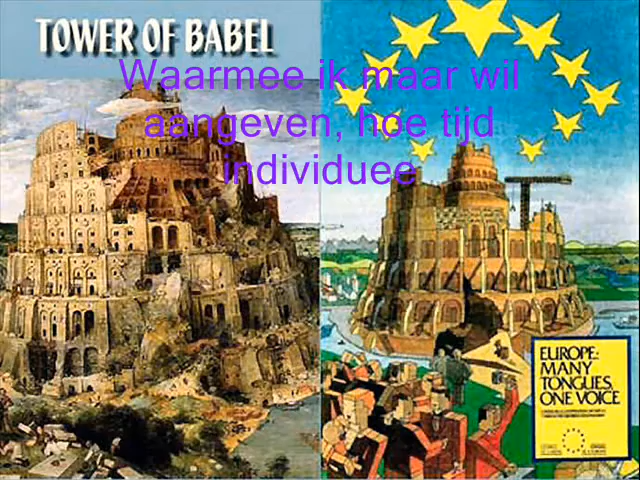 TOWER OF BABEL
Waarmee ik maar wil
aangeven, hoe tijd
individuee
EUROPE:
MANY
TONGUES,
ONE VOICE